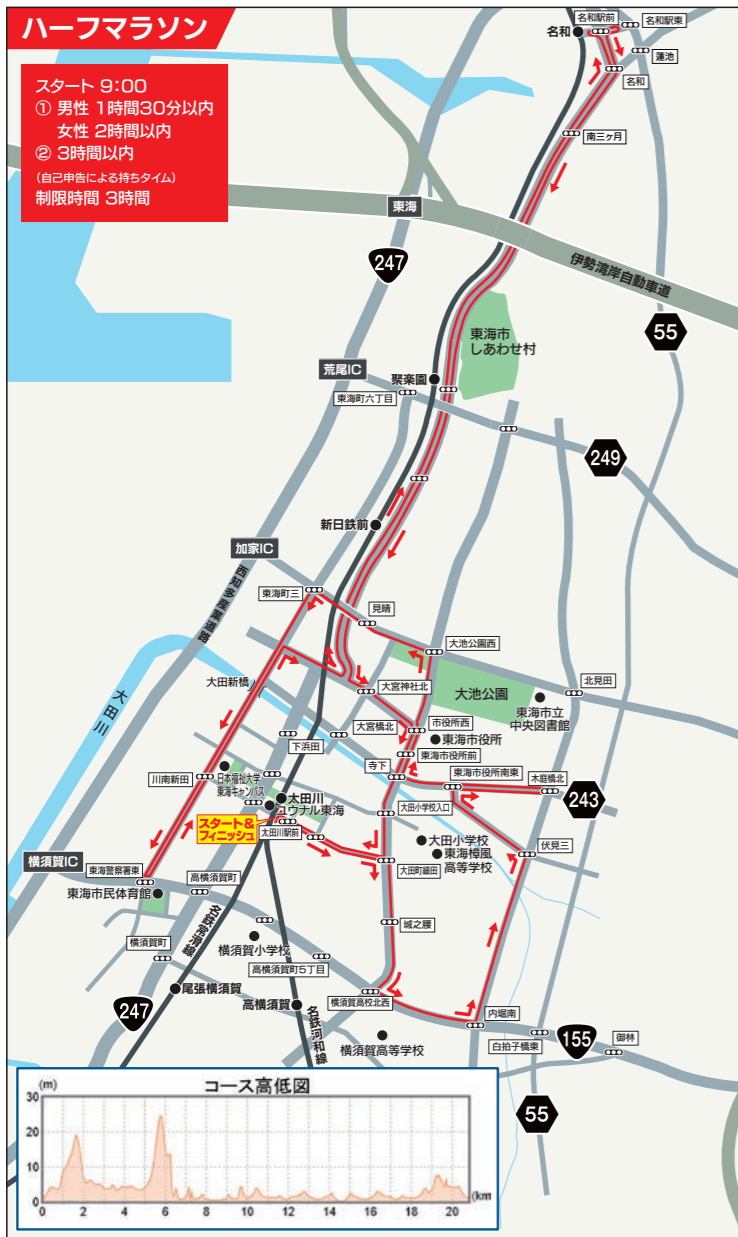 ハーフマラソン
スタート 9：00
① 男性 1時間30分以内
女性 2時間以内
② 3時間以内
(自己申告による持ちタイム)
制限時間 3時間
名和
名和駅前
名和駅東
蓮池
名和
南三ヶ月
東海
247
伊勢湾岸自動車道
55
東海市
しあわせ村
荒尾IC
聚楽園
東海町六丁目
249
新日鉄前
加家IC
西知多産業道路
東海町三
見晴
大池公園西
大田川
大田新橋
大宮神社北
大池公園
北見田
東海市立
中央図書館
大宮橋北
市役所西
東海市役所
下浜田
東海市役所前
寺下
東海市役所南東
木庭橋北
243
川南新田
日本福祉大学
東海キャンパス
太田川
ユウナル東海
大田小学校入口
スタート&
フィニッシュ
太田川駅前
大田小学校
東海樟風
高等学校
伏見三
横須賀IC
東海警察署東
大田町細田
東海市民体育館
高横須賀町
名鉄常滑線
城之腰
横須賀町
横須賀小学校
高横須賀町5丁目
尾張横須賀
高横須賀
横須賀高校北西
内堀南
247
名鉄河和線
横須賀高等学校
白拍子橋東
155
御林
55
コース高低図
(m)
30
20
10
0
0 2 4 6 8 10 12 14 16 18 20
(km)